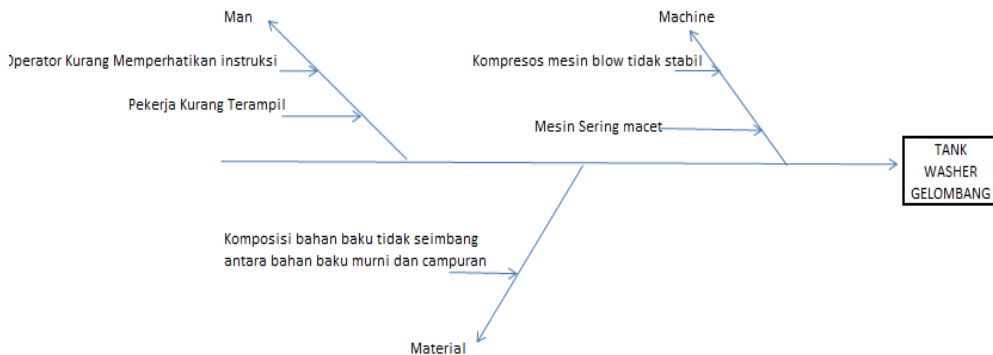 Man
Machine
Operator Kurang Memperhatikan instruksi
Kompresos mesin blow tidak stabil
Pekerja Kurang Terampil
Mesin Sering macet
TANK
WASHER
GELOMBANG
Komposisi bahan baku tidak seimbang
antara bahan baku murni dan campuran
Material